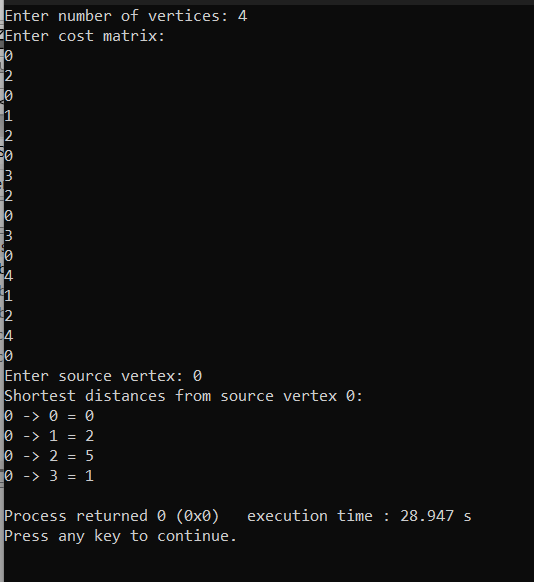 Enter number of vertices: 4
Enter cost matrix:
0
2
0
1
2
0
3
2
0
3
0
4
1
2
4
0
Enter source vertex: 0
Shortest distances from source vertex 0:
0 -> 0 = 0
0 -> 1 = 2
0 -> 2 = 5
0 -> 3 = 1
Process returned 0 (0x0)   execution time : 28.947 s
Press any key to continue.